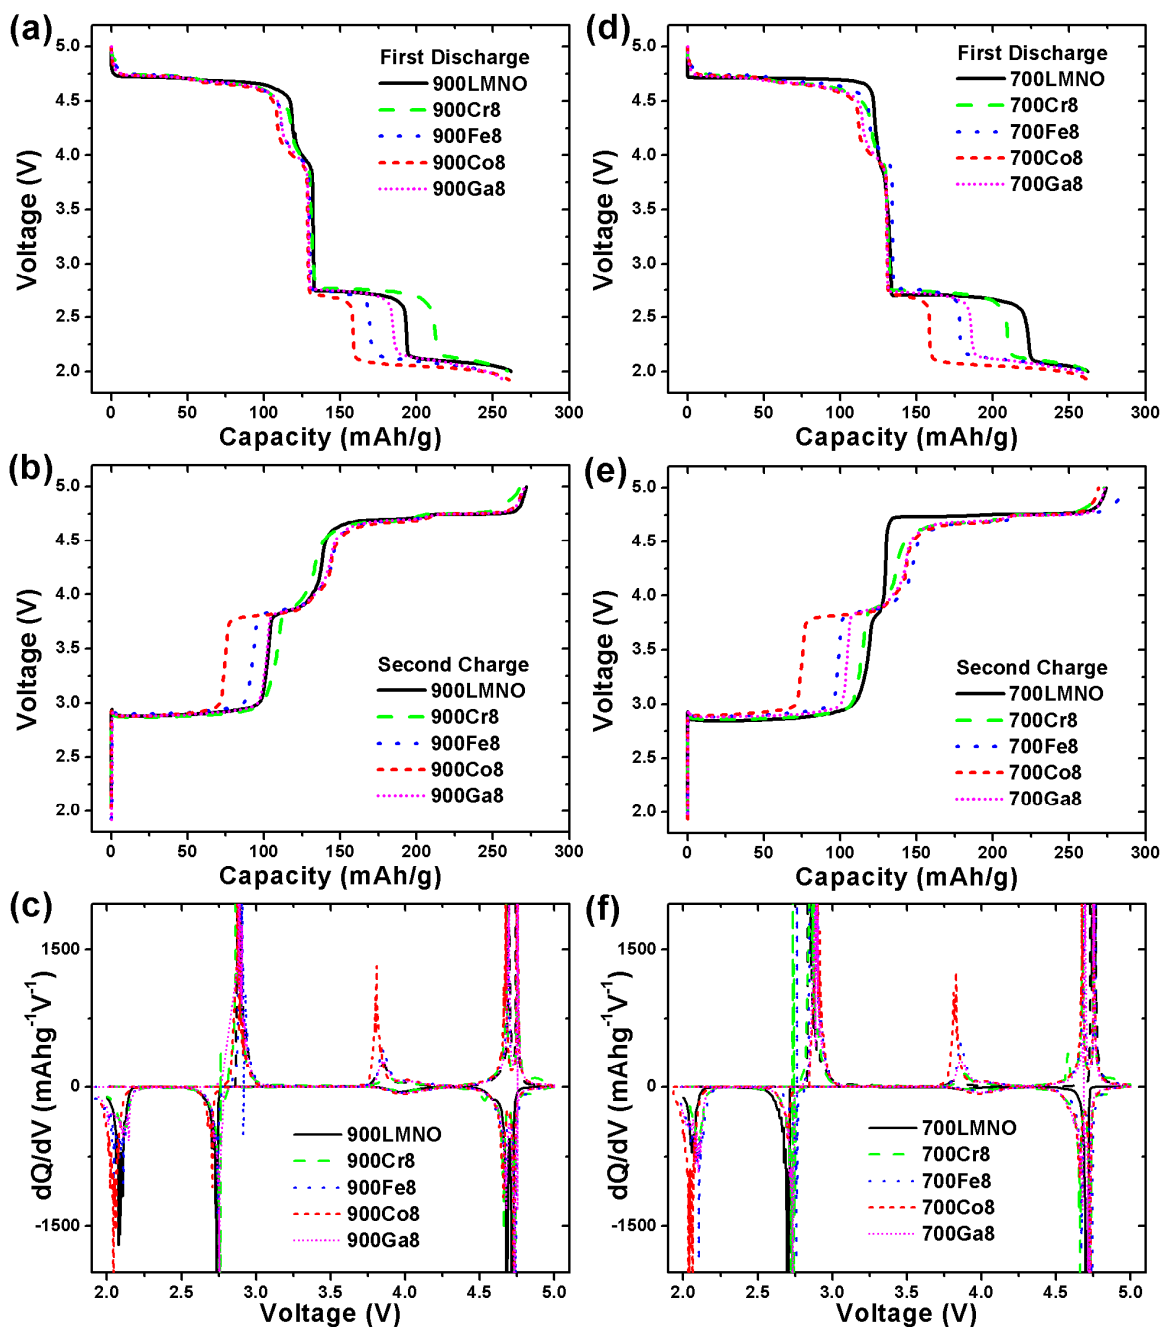 (a)
First Discharge
900LMNO
900Cr8
900Fe8
900Co8
900Ga8
5.0
4.5
4.0
3.5
3.0
2.5
2.0
Voltage (V)
0 50 100 150 200 250 300
Capacity (mAh/g)
(d)
First Discharge
700LMNO
700Cr8
700Fe8
700Co8
700Ga8
5.0
4.5
4.0
3.5
3.0
2.5
2.0
Voltage (V)
0 50 100 150 200 250 300
Capacity (mAh/g)
(b)
5.0
4.5
4.0
3.5
3.0
2.5
2.0
Voltage (V)
Second Charge
900LMNO
900Cr8
900Fe8
900Co8
900Ga8
0 50 100 150 200 250 300
Capacity (mAh/g)
(e)
5.0
4.5
4.0
3.5
3.0
2.5
2.0
Voltage (V)
Second Charge
700LMNO
700Cr8
700Fe8
700Co8
700Ga8
0 50 100 150 200 250 300
Capacity (mAh/g)
(c)
1500
0
-1500
dQ/dV (mAhg⁻¹V⁻¹)
900LMNO
900Cr8
900Fe8
900Co8
900Ga8
2.0 2.5 3.0 3.5 4.0 4.5 5.0
Voltage (V)
(f)
1500
0
-1500
dQ/dV (mAhg⁻¹V⁻¹)
700LMNO
700Cr8
700Fe8
700Co8
700Ga8
2.0 2.5 3.0 3.5 4.0 4.5 5.0
Voltage (V)